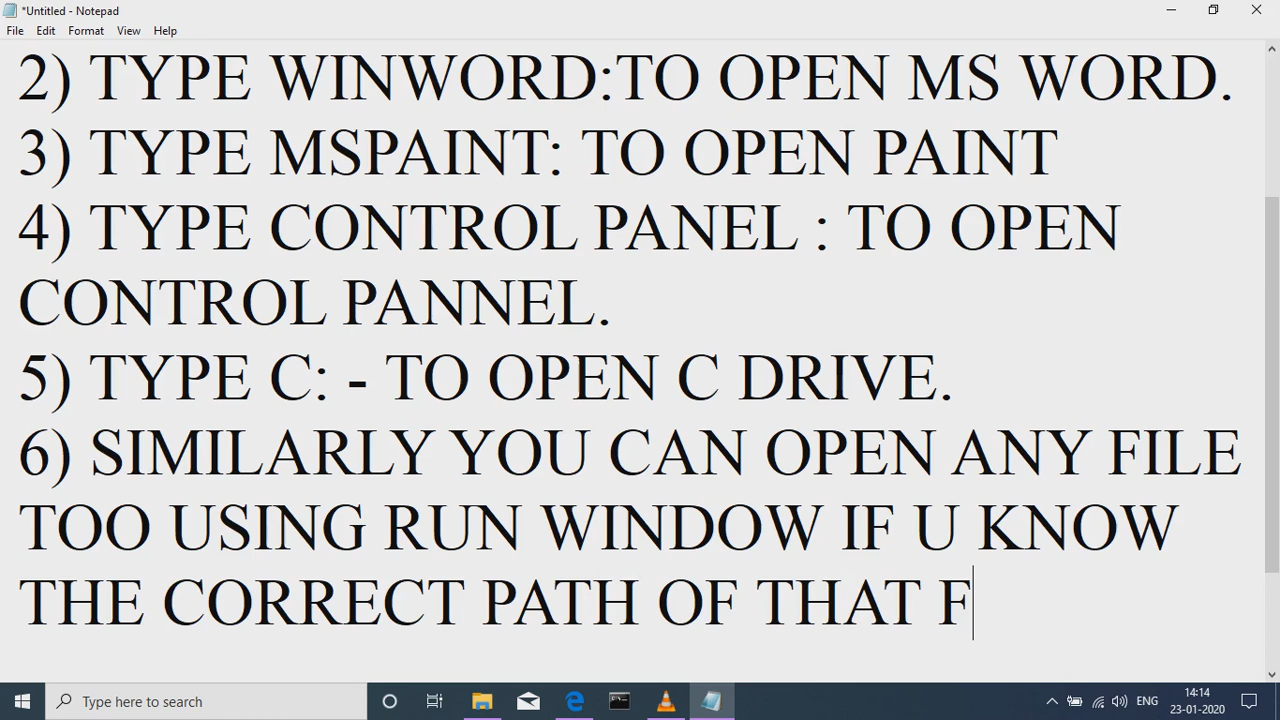 *Untitled - Notepad
File Edit Format View Help
2) TYPE WINWORD:TO OPEN MS WORD.
3) TYPE MSPAINT: TO OPEN PAINT
4) TYPE CONTROL PANEL : TO OPEN
CONTROL PANNEL.
5) TYPE C: - TO OPEN C DRIVE.
6) SIMILARLY YOU CAN OPEN ANY FILE
TOO USING RUN WINDOW IF U KNOW
THE CORRECT PATH OF THAT F
Type here to search
ENG
14:14
23-01-2020